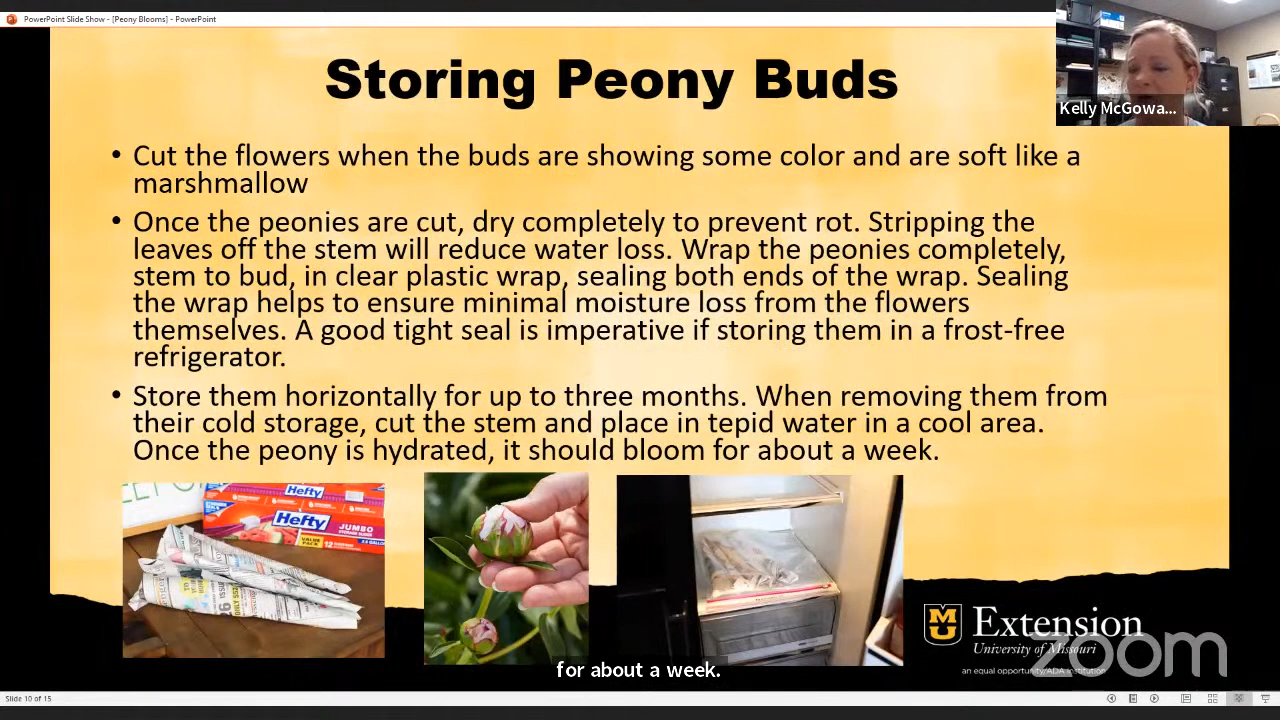 PowerPoint Slide Show - [Peony Blooms] - PowerPoint
Storing Peony Buds
Kelly McGowa...
• Cut the flowers when the buds are showing some color and are soft like a
marshmallow
• Once the peonies are cut, dry completely to prevent rot. Stripping the
leaves off the stem will reduce water loss. Wrap the peonies completely,
stem to bud, in clear plastic wrap, sealing both ends of the wrap. Sealing
the wrap helps to ensure minimal moisture loss from the flowers
themselves. A good tight seal is imperative if storing them in a frost-free
refrigerator.
• Store them horizontally for up to three months. When removing them from
their cold storage, cut the stem and place in tepid water in a cool area.
Once the peony is hydrated, it should bloom for about a week.
Hefty
Hefty
JUMBO
STORAGE SLIDER
VALUE
PACK
12
2.5 GALLON
Extension
University of Missouri
an equal opportunity/ADA institution
zoom
for about a week.
Slide 10 of 15